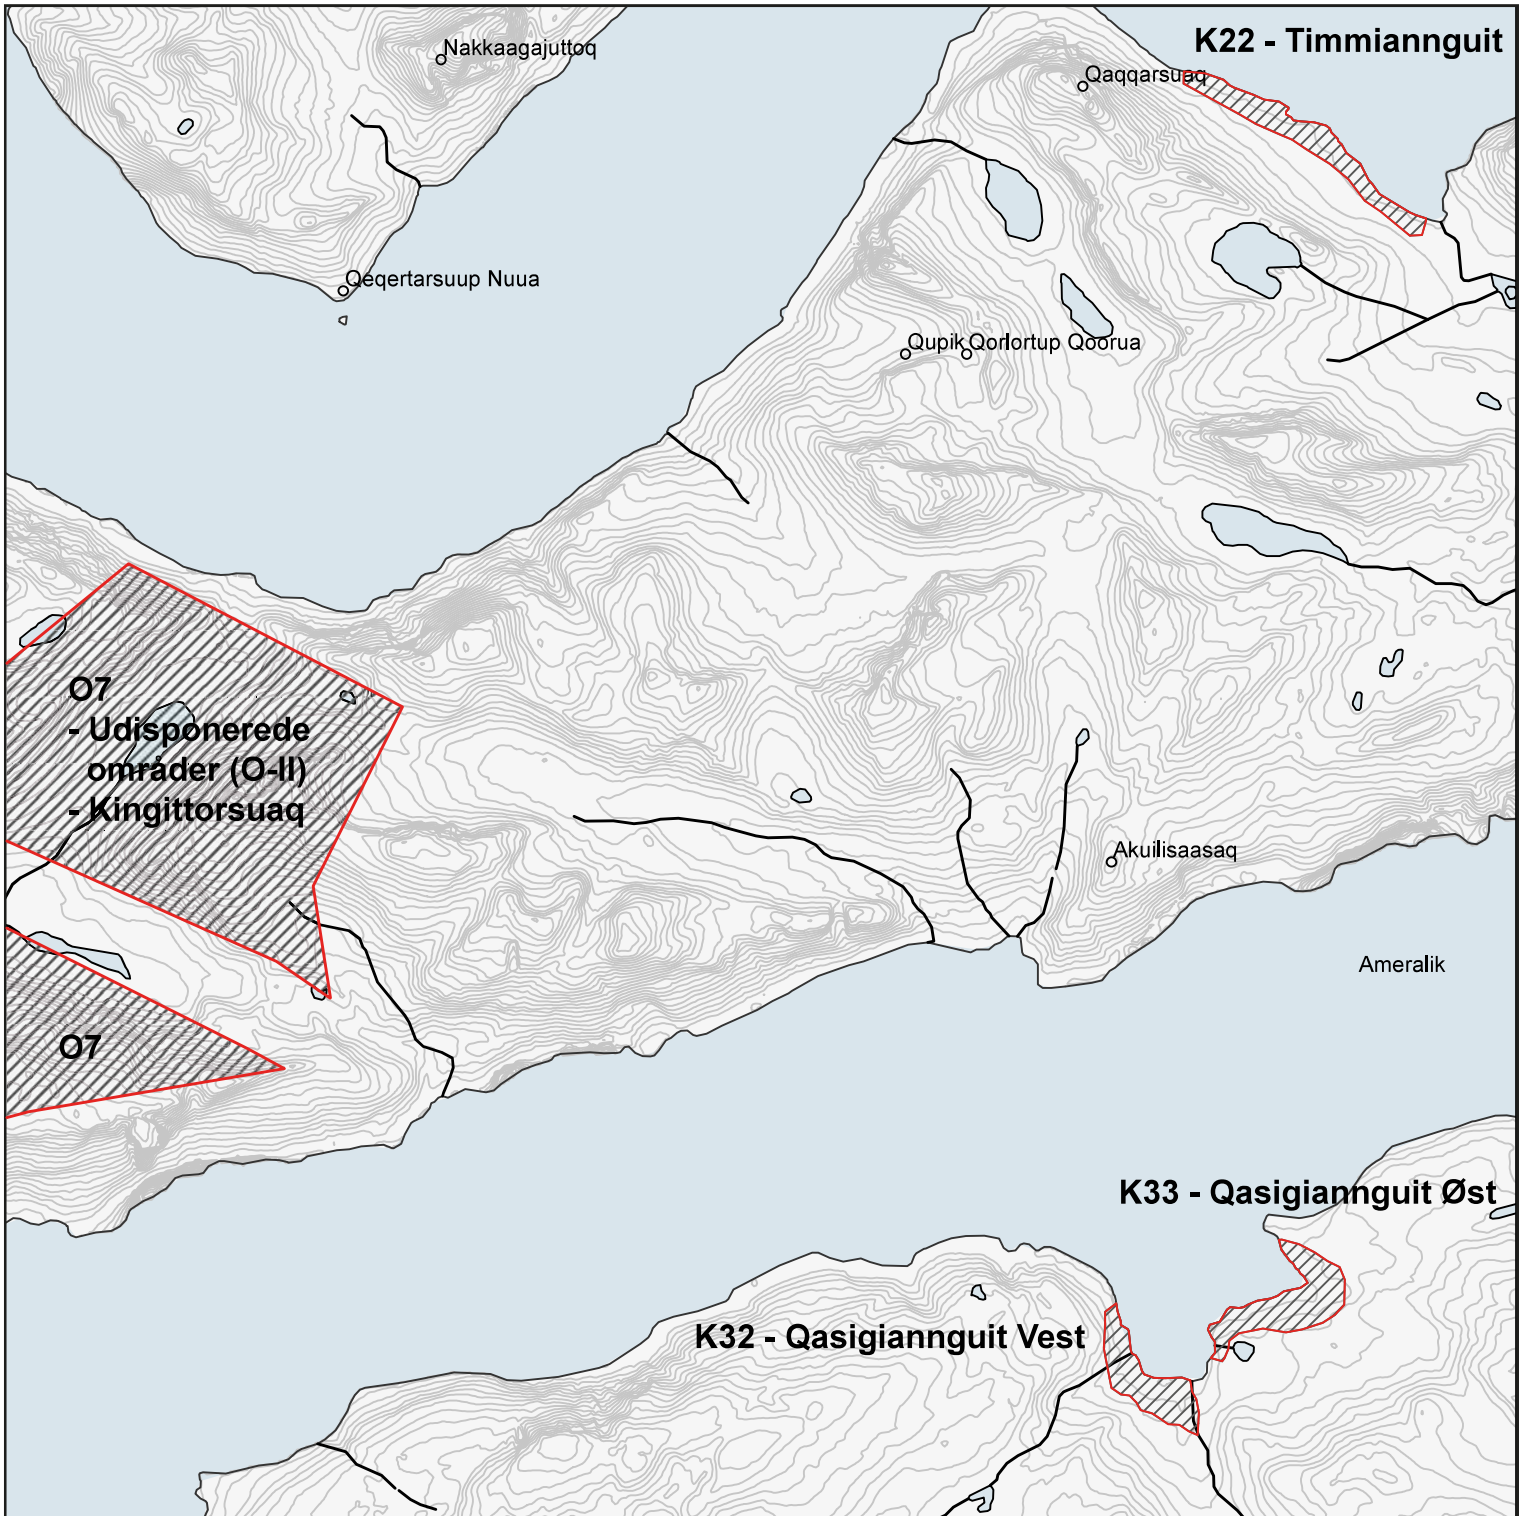 K22 - Timmiannguit
Nakkaagajuttoq
Qaqqarsuaq
Qeqertarsuup Nuua
Qupik
Qorlortup Qoorua
O7
- Udisponerede
områder (O-II)
- Kingittorsuaq
Akuilisaasaq
Ameralik
O7
K33 - Qasigiannguit Øst
K32 - Qasigiannguit Vest